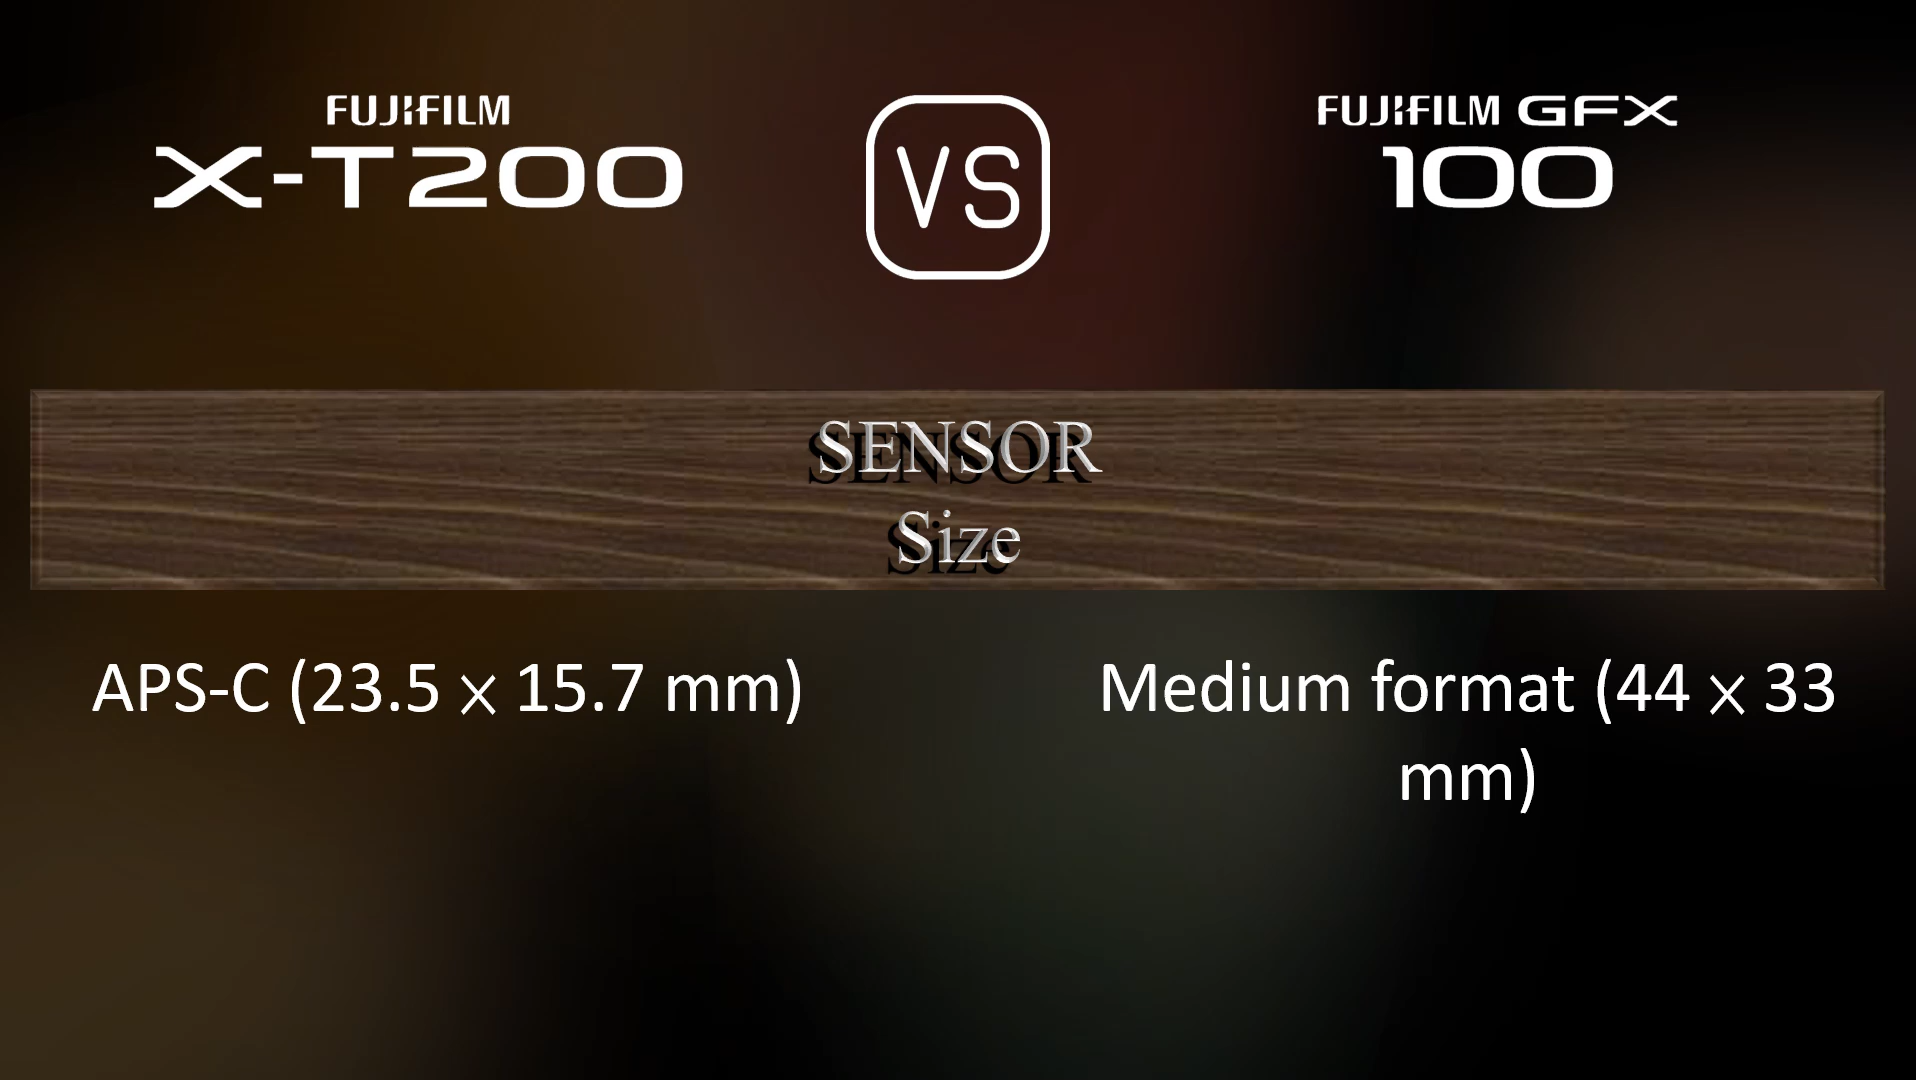 FUJIFILM
X-T200
VS
FUJIFILM GFX
100
SENSOR
Size
APS-C (23.5 x 15.7 mm)
Medium format (44 x 33
mm)